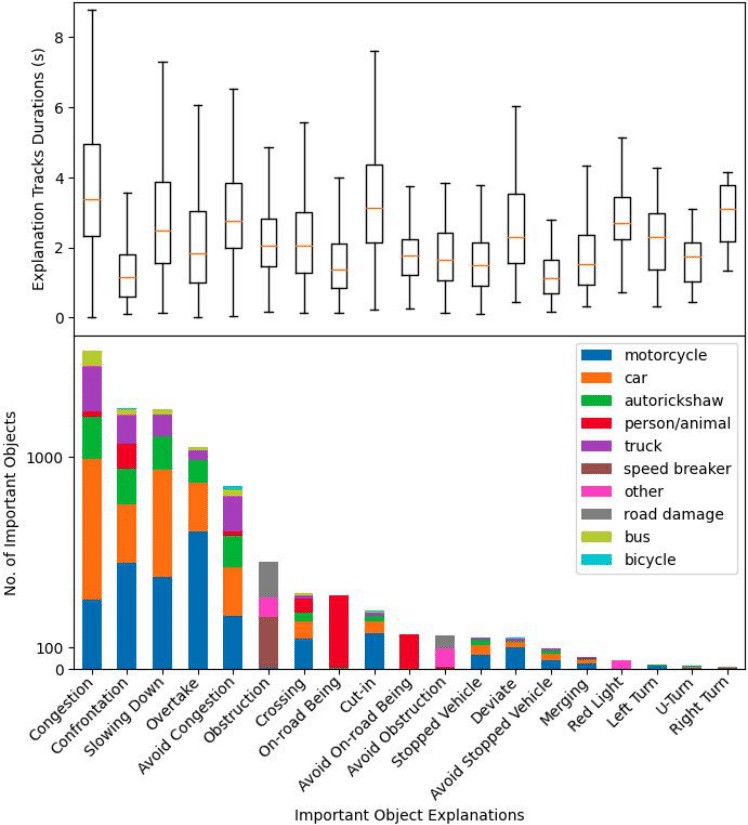 Explanation Tracks Durations (s)
8
6
4
2
0
No. of Important Objects
1000
100
0
motorcycle
car
autorickshaw
person/animal
truck
speed breaker
other
road damage
bus
bicycle
Congestion
Confrontation
Slowing Down
Overtake
Avoid Congestion
Obstruction
Crossing
On-road Being
Cut-in
Avoid On-road Being
Avoid Obstruction
Stopped Vehicle
Deviate
Avoid Stopped Vehicle
Merging
Red Light
Left Turn
U-Turn
Right Turn
Important Object Explanations